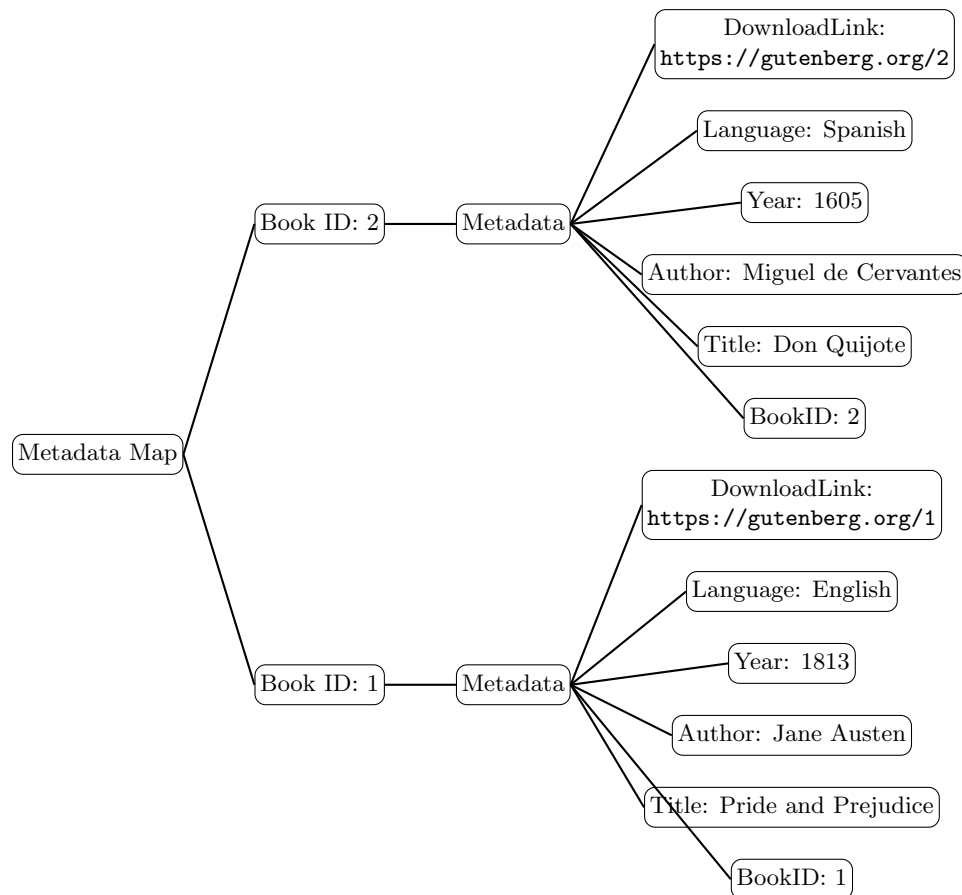 DownloadLink:
https://gutenberg.org/2
Language: Spanish
Year: 1605
Book ID: 2
Metadata
Author: Miguel de Cervantes
Title: Don Quijote
BookID: 2
Metadata Map
DownloadLink:
https://gutenberg.org/1
Language: English
Year: 1813
Book ID: 1
Metadata
Author: Jane Austen
Title: Pride and Prejudice
BookID: 1